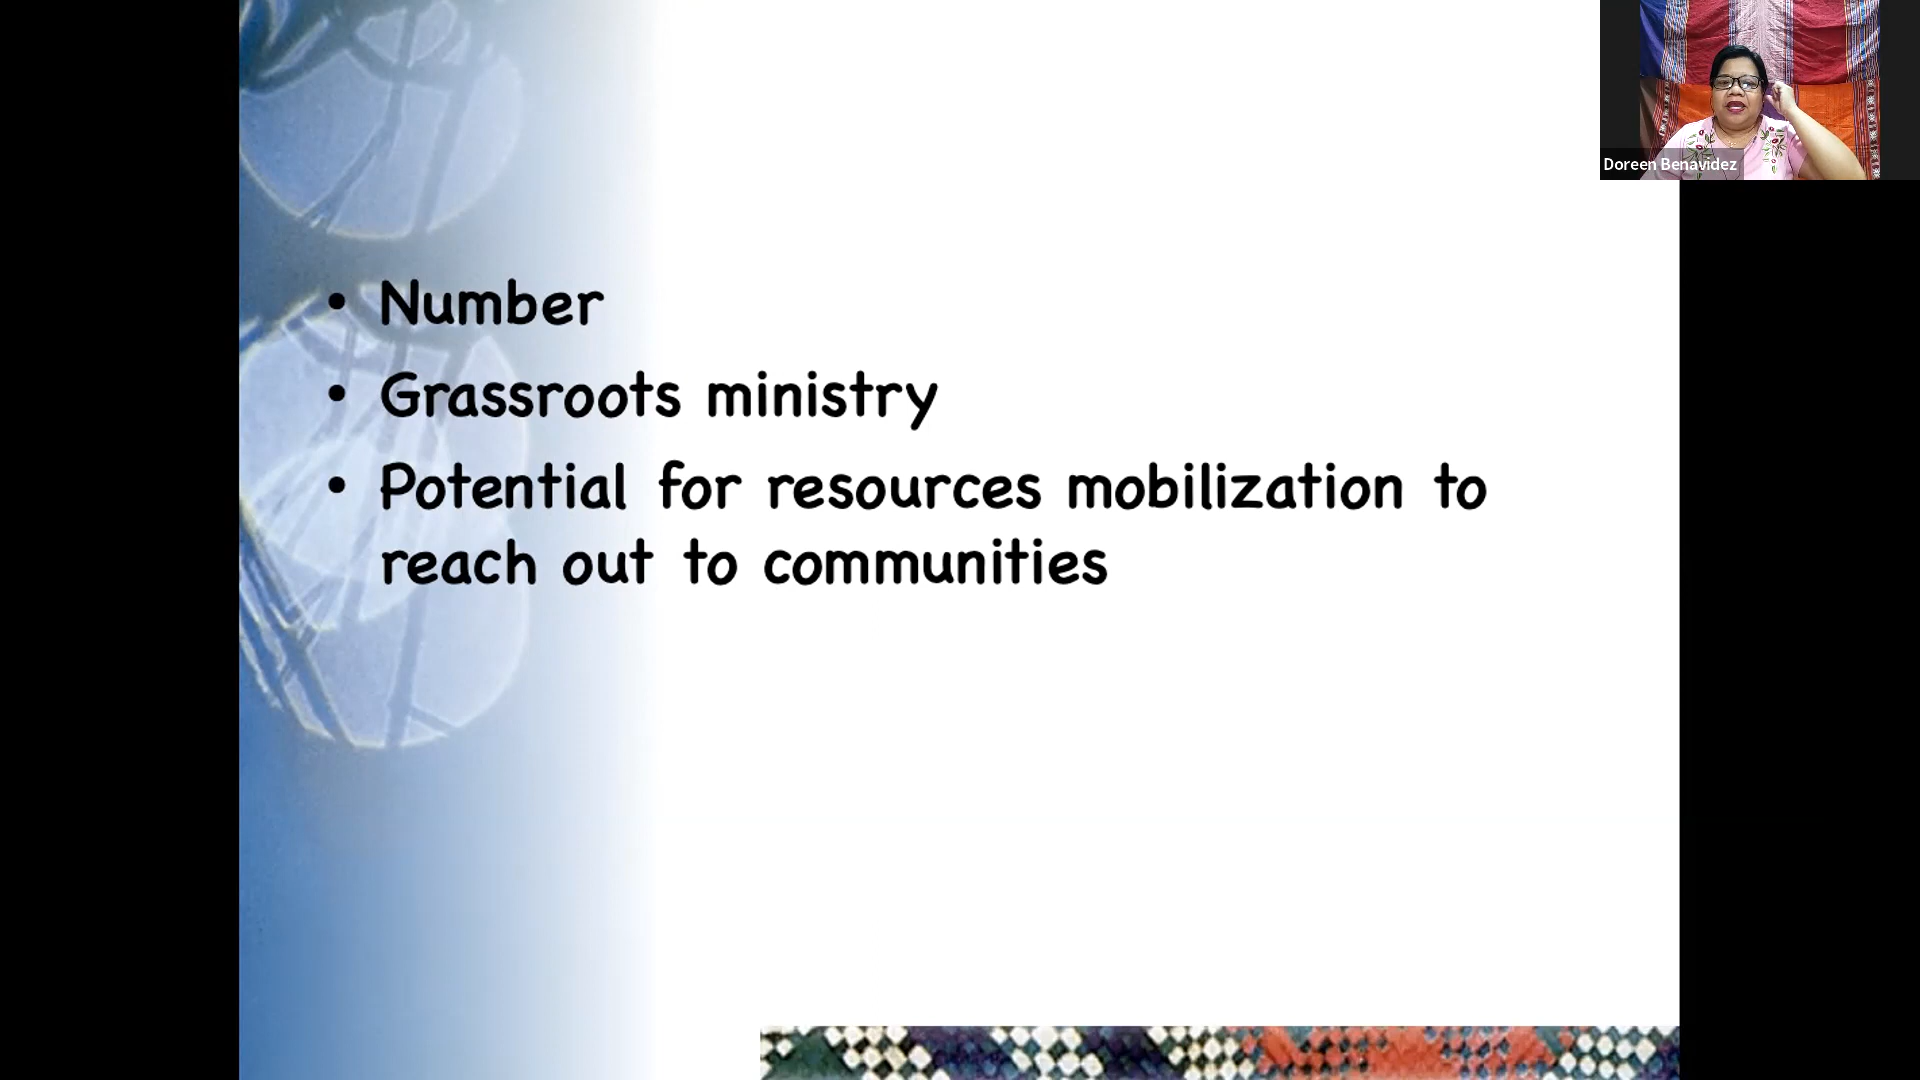 Doreen Benavidez
• Number
• Grassroots ministry
• Potential for resources mobilization to
reach out to communities